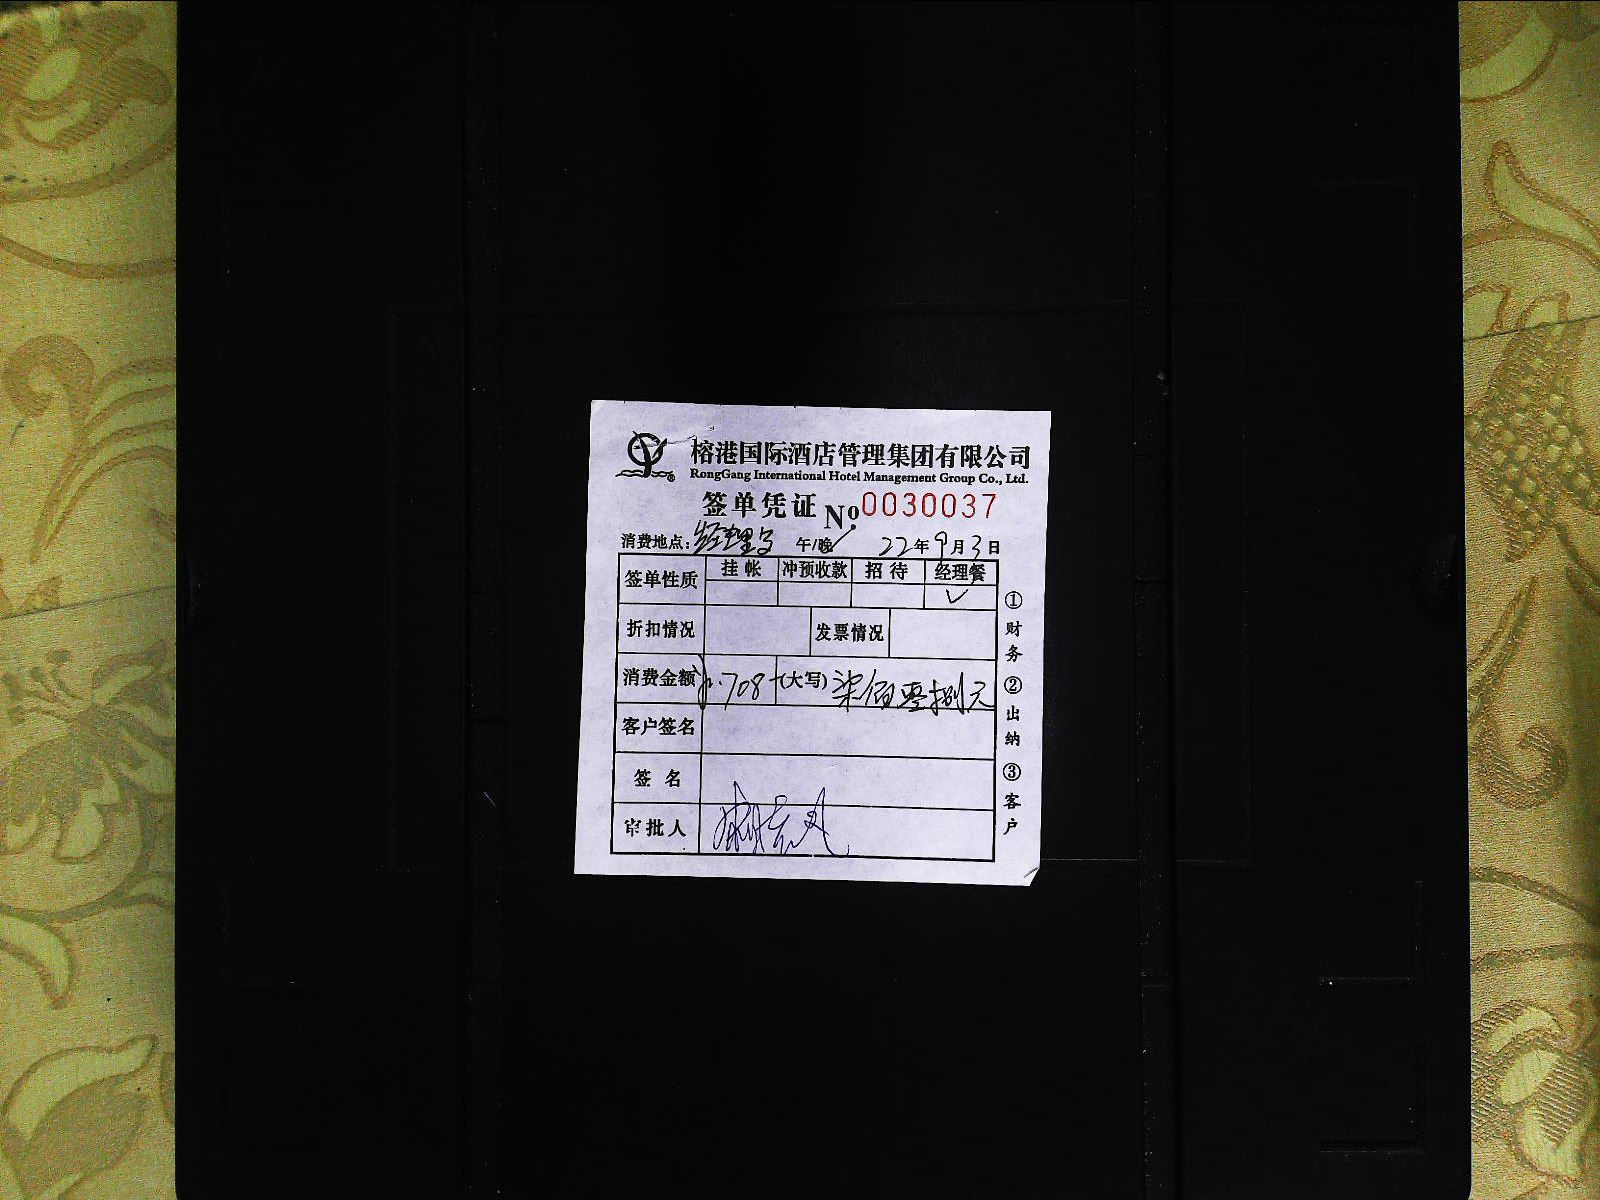 榕港国际酒店管理集团有限公司
RongGang International Hotel Management Group Co., Ltd.
签单凭证 Nº 0030037
消费地点: 经理 午/晚 22年9月3日
签单性质 挂帐 冲预收款 招待 经理餐
✓
折扣情况 发票情况
消费金额 708 (大写) 柒佰零捌元
客户签名
签名
审批人
①财务 ②出纳 ③客户